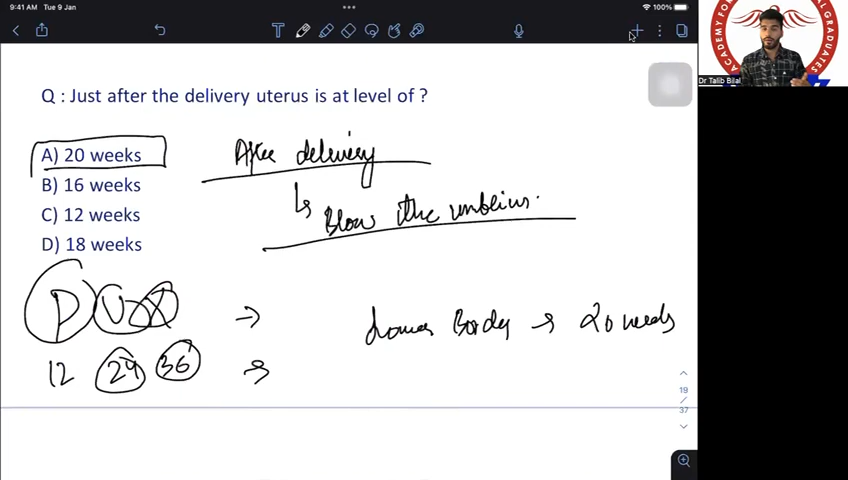 9:41 AM Tue 9 Jan
100%
ACADEMY FOR
GRADUATES
Dr Talib Bilal
Q : Just after the delivery uterus is at level of ?
A) 20 weeks
B) 16 weeks
C) 12 weeks
D) 18 weeks
After delivery
Blow the umblius.
P U X
Lower Border → 20 weeks
12 24 36
19
/
37